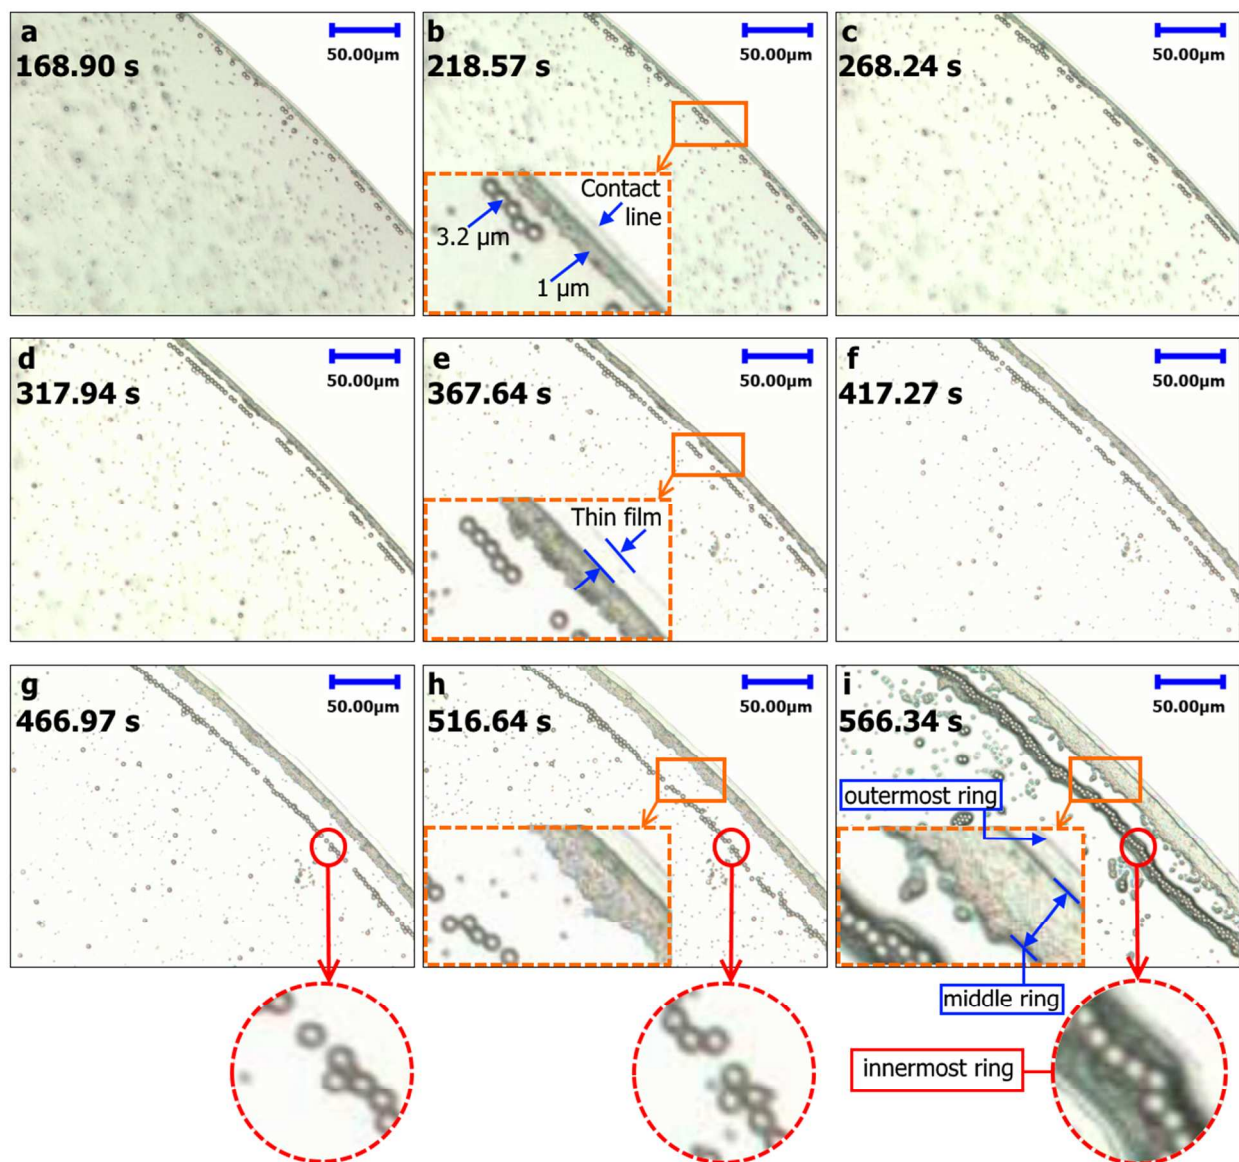 a
168.90 s
50.00µm
b
218.57 s
50.00µm
Contact
line
3.2 µm
1 µm
c
268.24 s
50.00µm
d
317.94 s
50.00µm
e
367.64 s
50.00µm
Thin film
f
417.27 s
50.00µm
g
466.97 s
50.00µm
h
516.64 s
50.00µm
i
566.34 s
50.00µm
outermost ring
middle ring
innermost ring